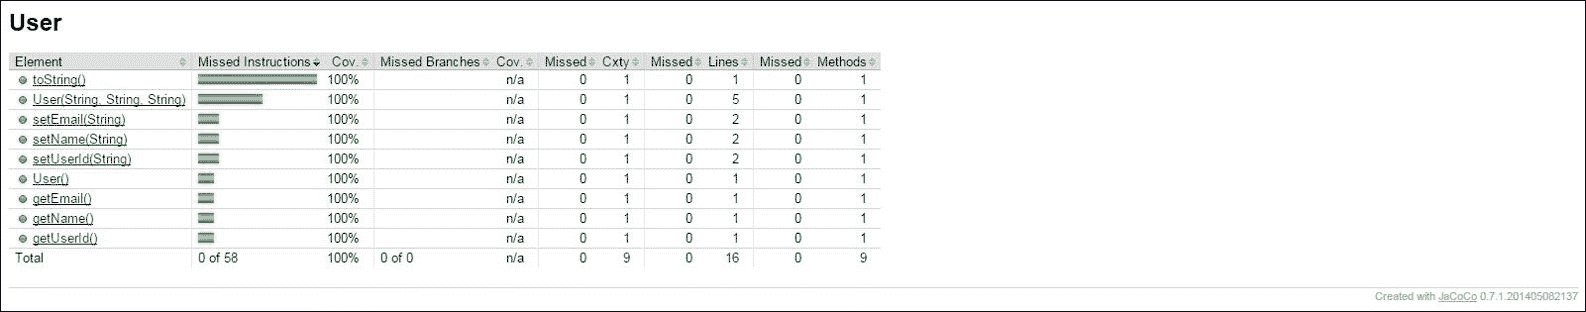 User
Element Missed Instructions Cov. Missed Branches Cov. Missed Cxty Missed Lines Missed Methods
toString() 100% n/a 0 1 0 1 0 1
User(String, String, String) 100% n/a 0 1 0 5 0 1
setEmail(String) 100% n/a 0 1 0 2 0 1
setName(String) 100% n/a 0 1 0 2 0 1
setUserId(String) 100% n/a 0 1 0 2 0 1
User() 100% n/a 0 1 0 1 0 1
getEmail() 100% n/a 0 1 0 1 0 1
getName() 100% n/a 0 1 0 1 0 1
getUserId() 100% n/a 0 1 0 1 0 1
Total 0 of 58 100% 0 of 0 n/a 0 9 0 16 0 9
Created with JaCoCo 0.7.1.201405082137